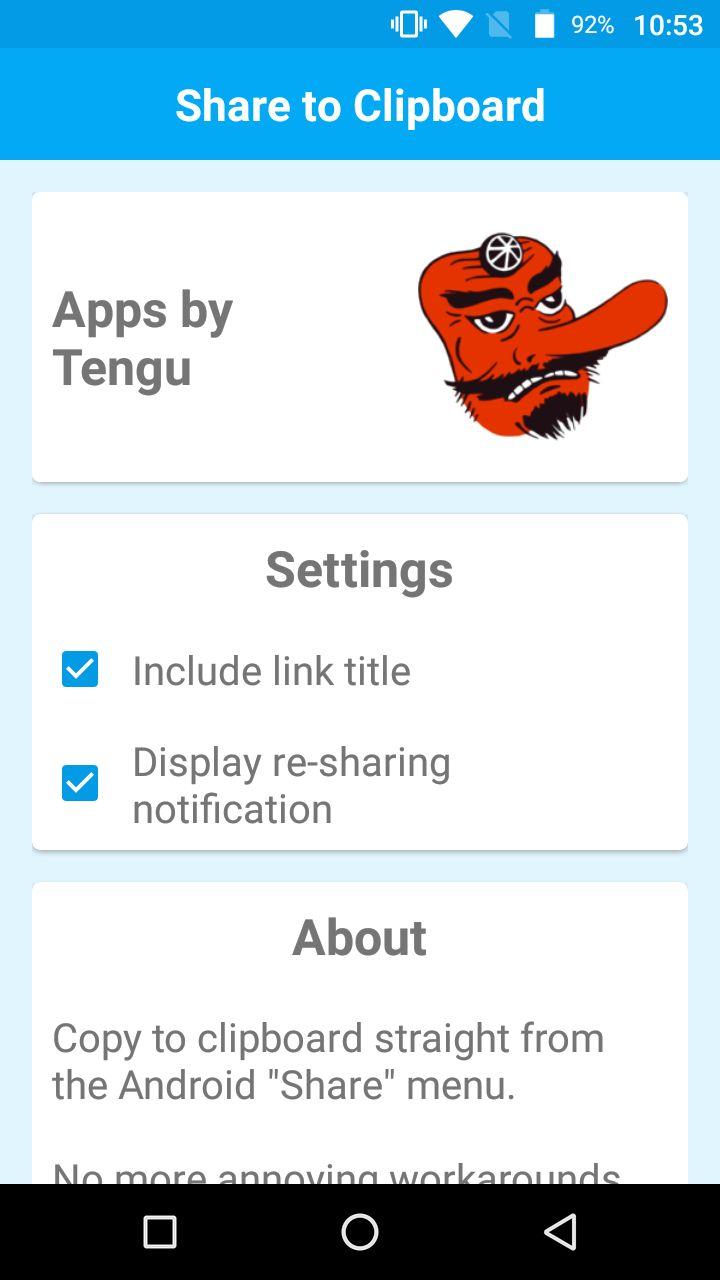 92% 10:53
Share to Clipboard
Apps by
Tengu
Settings
Include link title
Display re-sharing
notification
About
Copy to clipboard straight from
the Android "Share" menu.
No more annoying workarounds